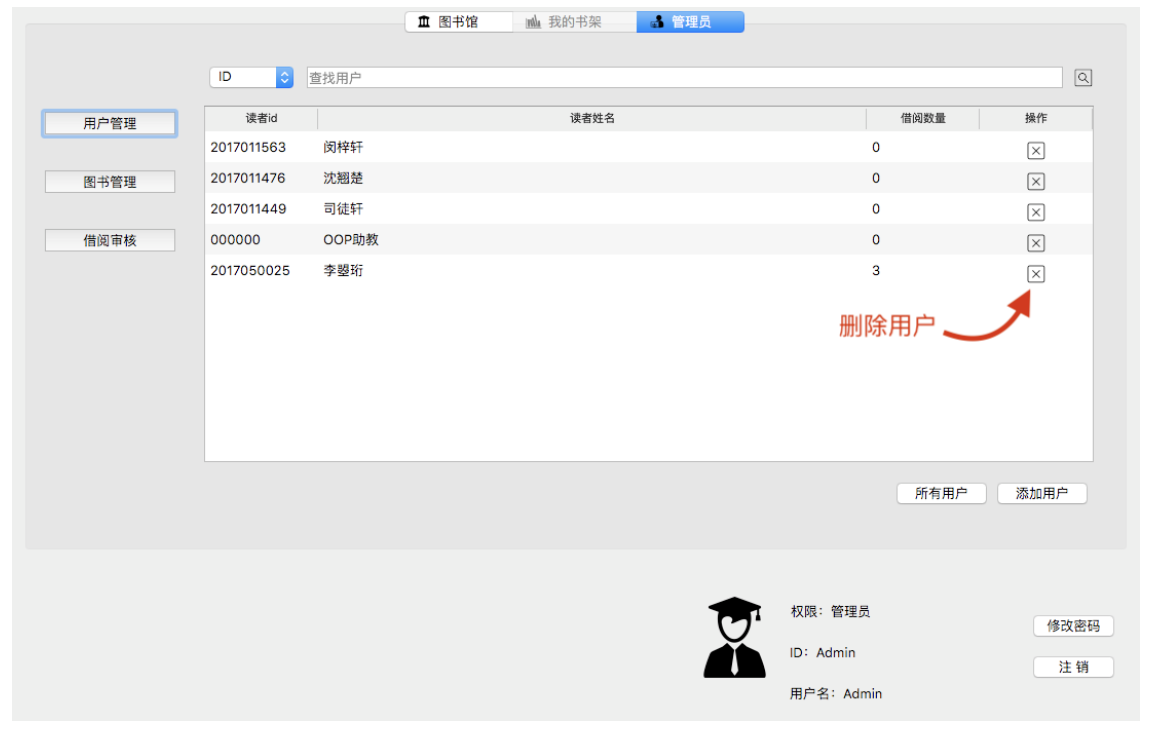 图书馆 我的书架 管理员
ID 查找用户
用户管理
图书管理
借阅审核
读者id 读者姓名 借阅数量 操作
2017011563 闵梓轩 0
2017011476 沈翘楚 0
2017011449 司徒轩 0
000000 OOP助教 0
2017050025 李曌珩 3
删除用户
所有用户 添加用户
权限：管理员
ID：Admin
用户名：Admin
修改密码
注 销